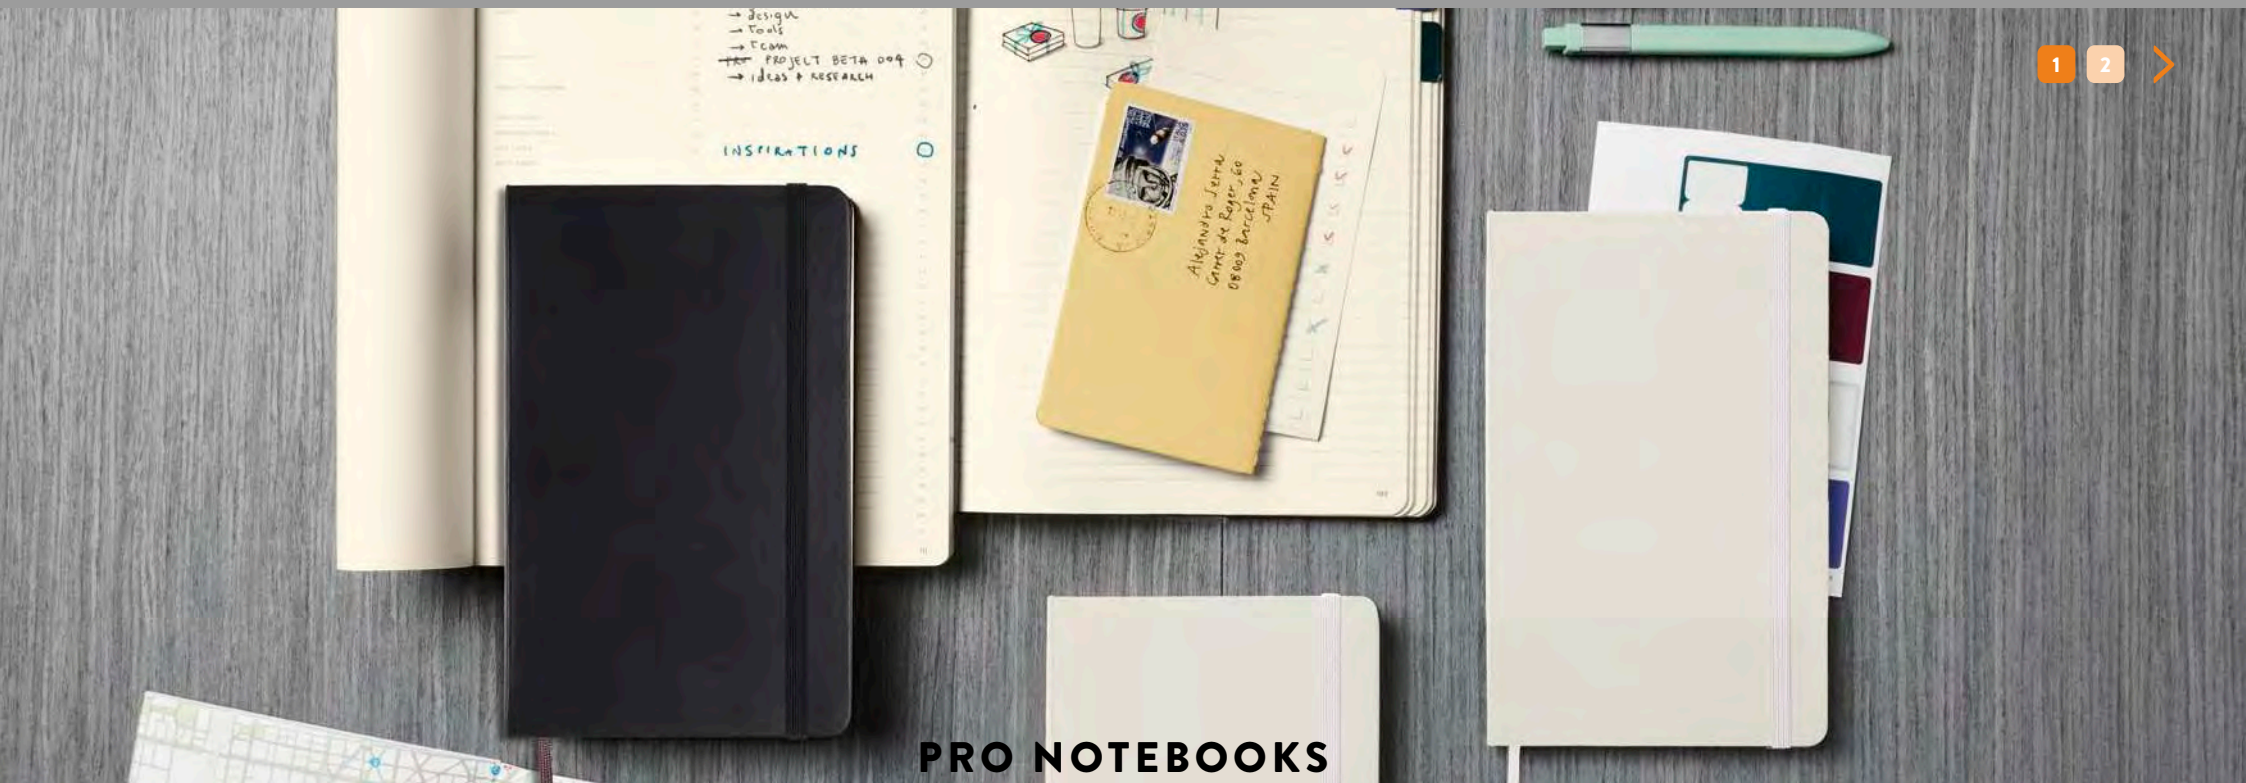 → design
→ Tools
→ Team
PROJECT BETA 004
→ ideas + RESEARCH
INSPIRATIONS
Alejandro Serra
Carrer de Roger, 60
08009 Barcelona
SPAIN
1 2
PRO NOTEBOOKS